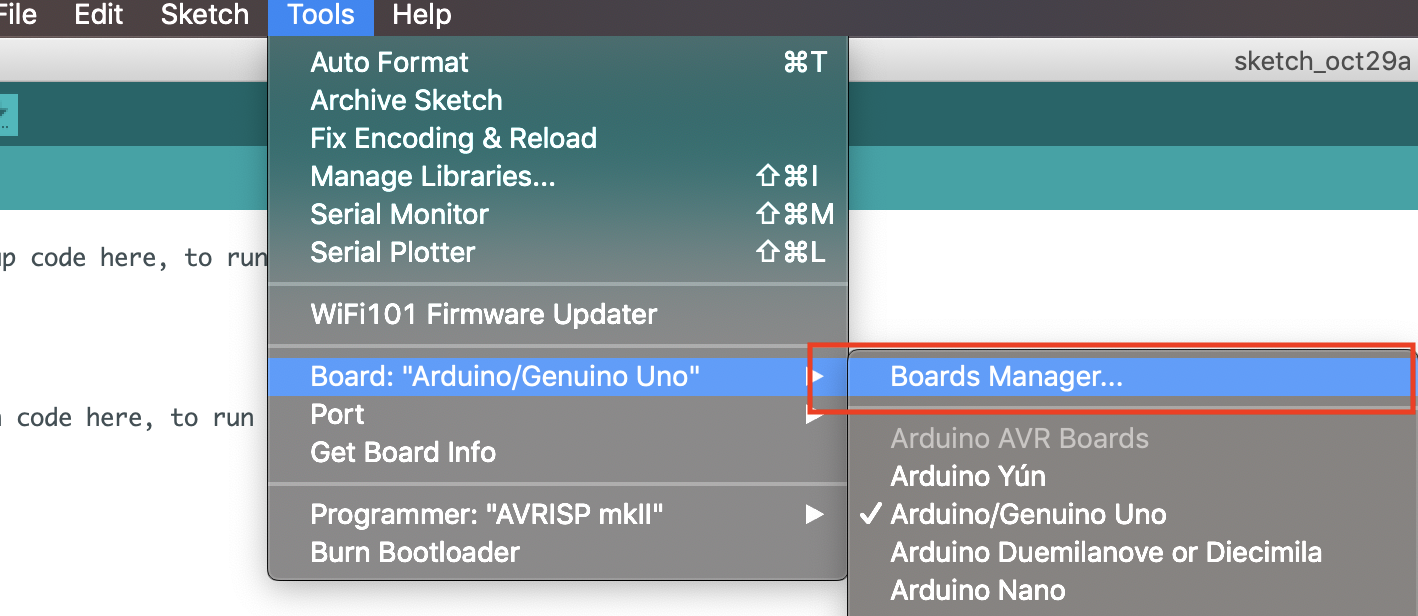 File Edit Sketch Tools Help
sketch_oct29a
Auto Format ⌘T
Archive Sketch
Fix Encoding & Reload
Manage Libraries... ⇧⌘I
Serial Monitor ⇧⌘M
Serial Plotter ⇧⌘L
up code here, to run
WiFi101 Firmware Updater
Board: "Arduino/Genuino Uno"
Boards Manager...
Port
code here, to run
Get Board Info
Arduino AVR Boards
Arduino Yún
Programmer: "AVRISP mkII"
✓ Arduino/Genuino Uno
Burn Bootloader
Arduino Duemilanove or Diecimila
Arduino Nano